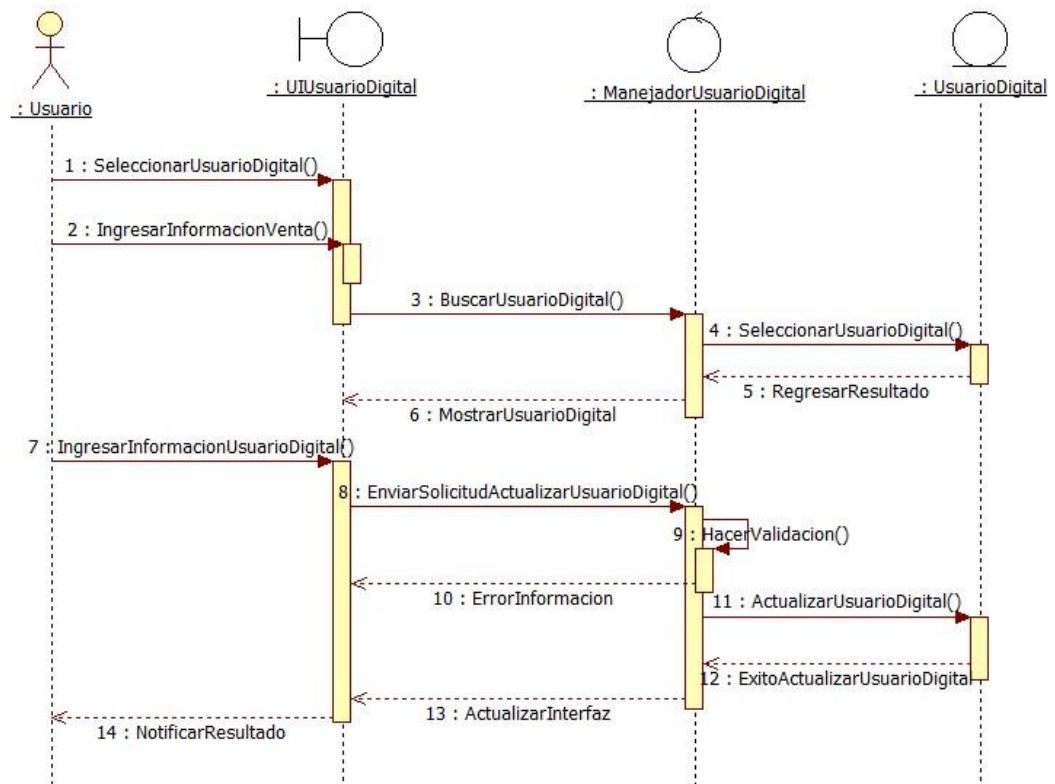 : Usuario
: UIUsuarioDigital
: ManejadorUsuarioDigital
: UsuarioDigital
1 : SeleccionarUsuarioDigital()
2 : IngresarInformacionVenta()
3 : BuscarUsuarioDigital()
4 : SeleccionarUsuarioDigital()
5 : RegresarResultado
6 : MostrarUsuarioDigital
7 : IngresarInformacionUsuarioDigital()
8 : EnviarSolicitudActualizarUsuarioDigital()
9 : HacerValidacion()
10 : ErrorInformacion
11 : ActualizarUsuarioDigital()
12 : ExitoActualizarUsuarioDigital
13 : ActualizarInterfaz
14 : NotificarResultado